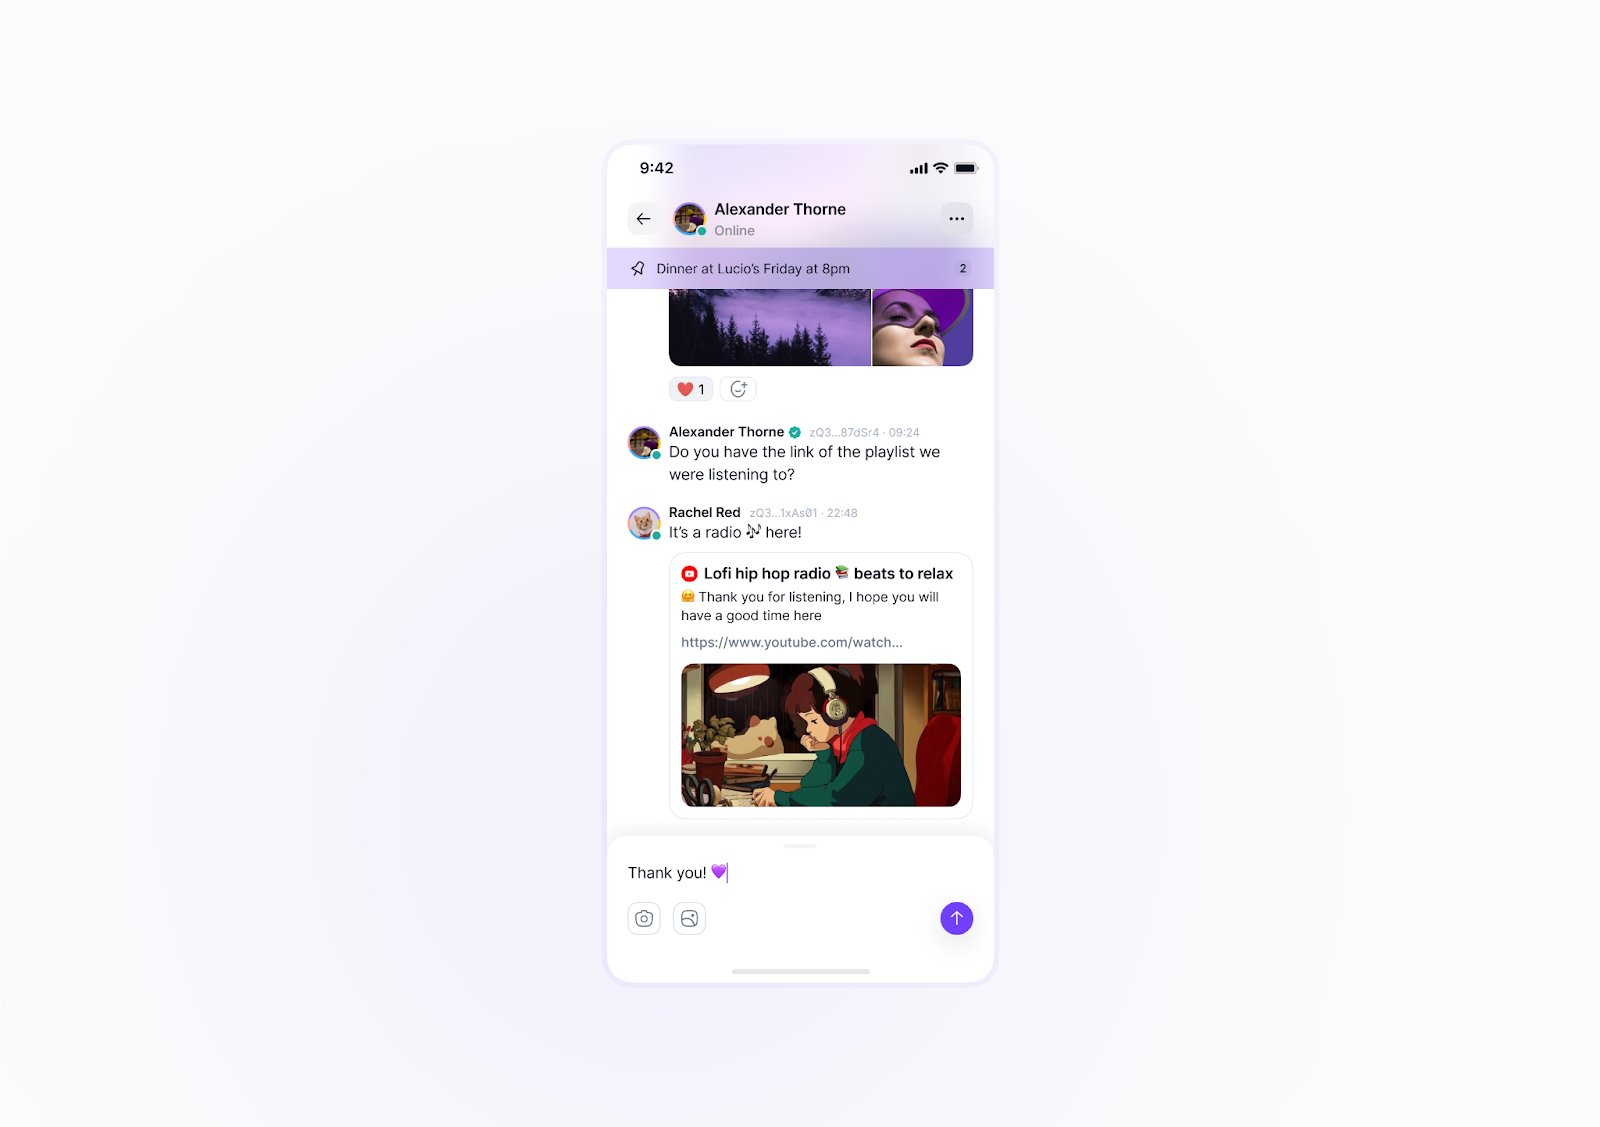 9:42
Alexander Thorne
Online
Dinner at Lucio’s Friday at 8pm
2
❤️ 1
Alexander Thorne zQ3...87dSr4 · 09:24
Do you have the link of the playlist we
were listening to?
Rachel Red zQ3...1xAs01 · 22:48
It’s a radio 🎶 here!
Lofi hip hop radio 📚 beats to relax
🤗 Thank you for listening, I hope you will
have a good time here
https://www.youtube.com/watch...
Thank you! 💜